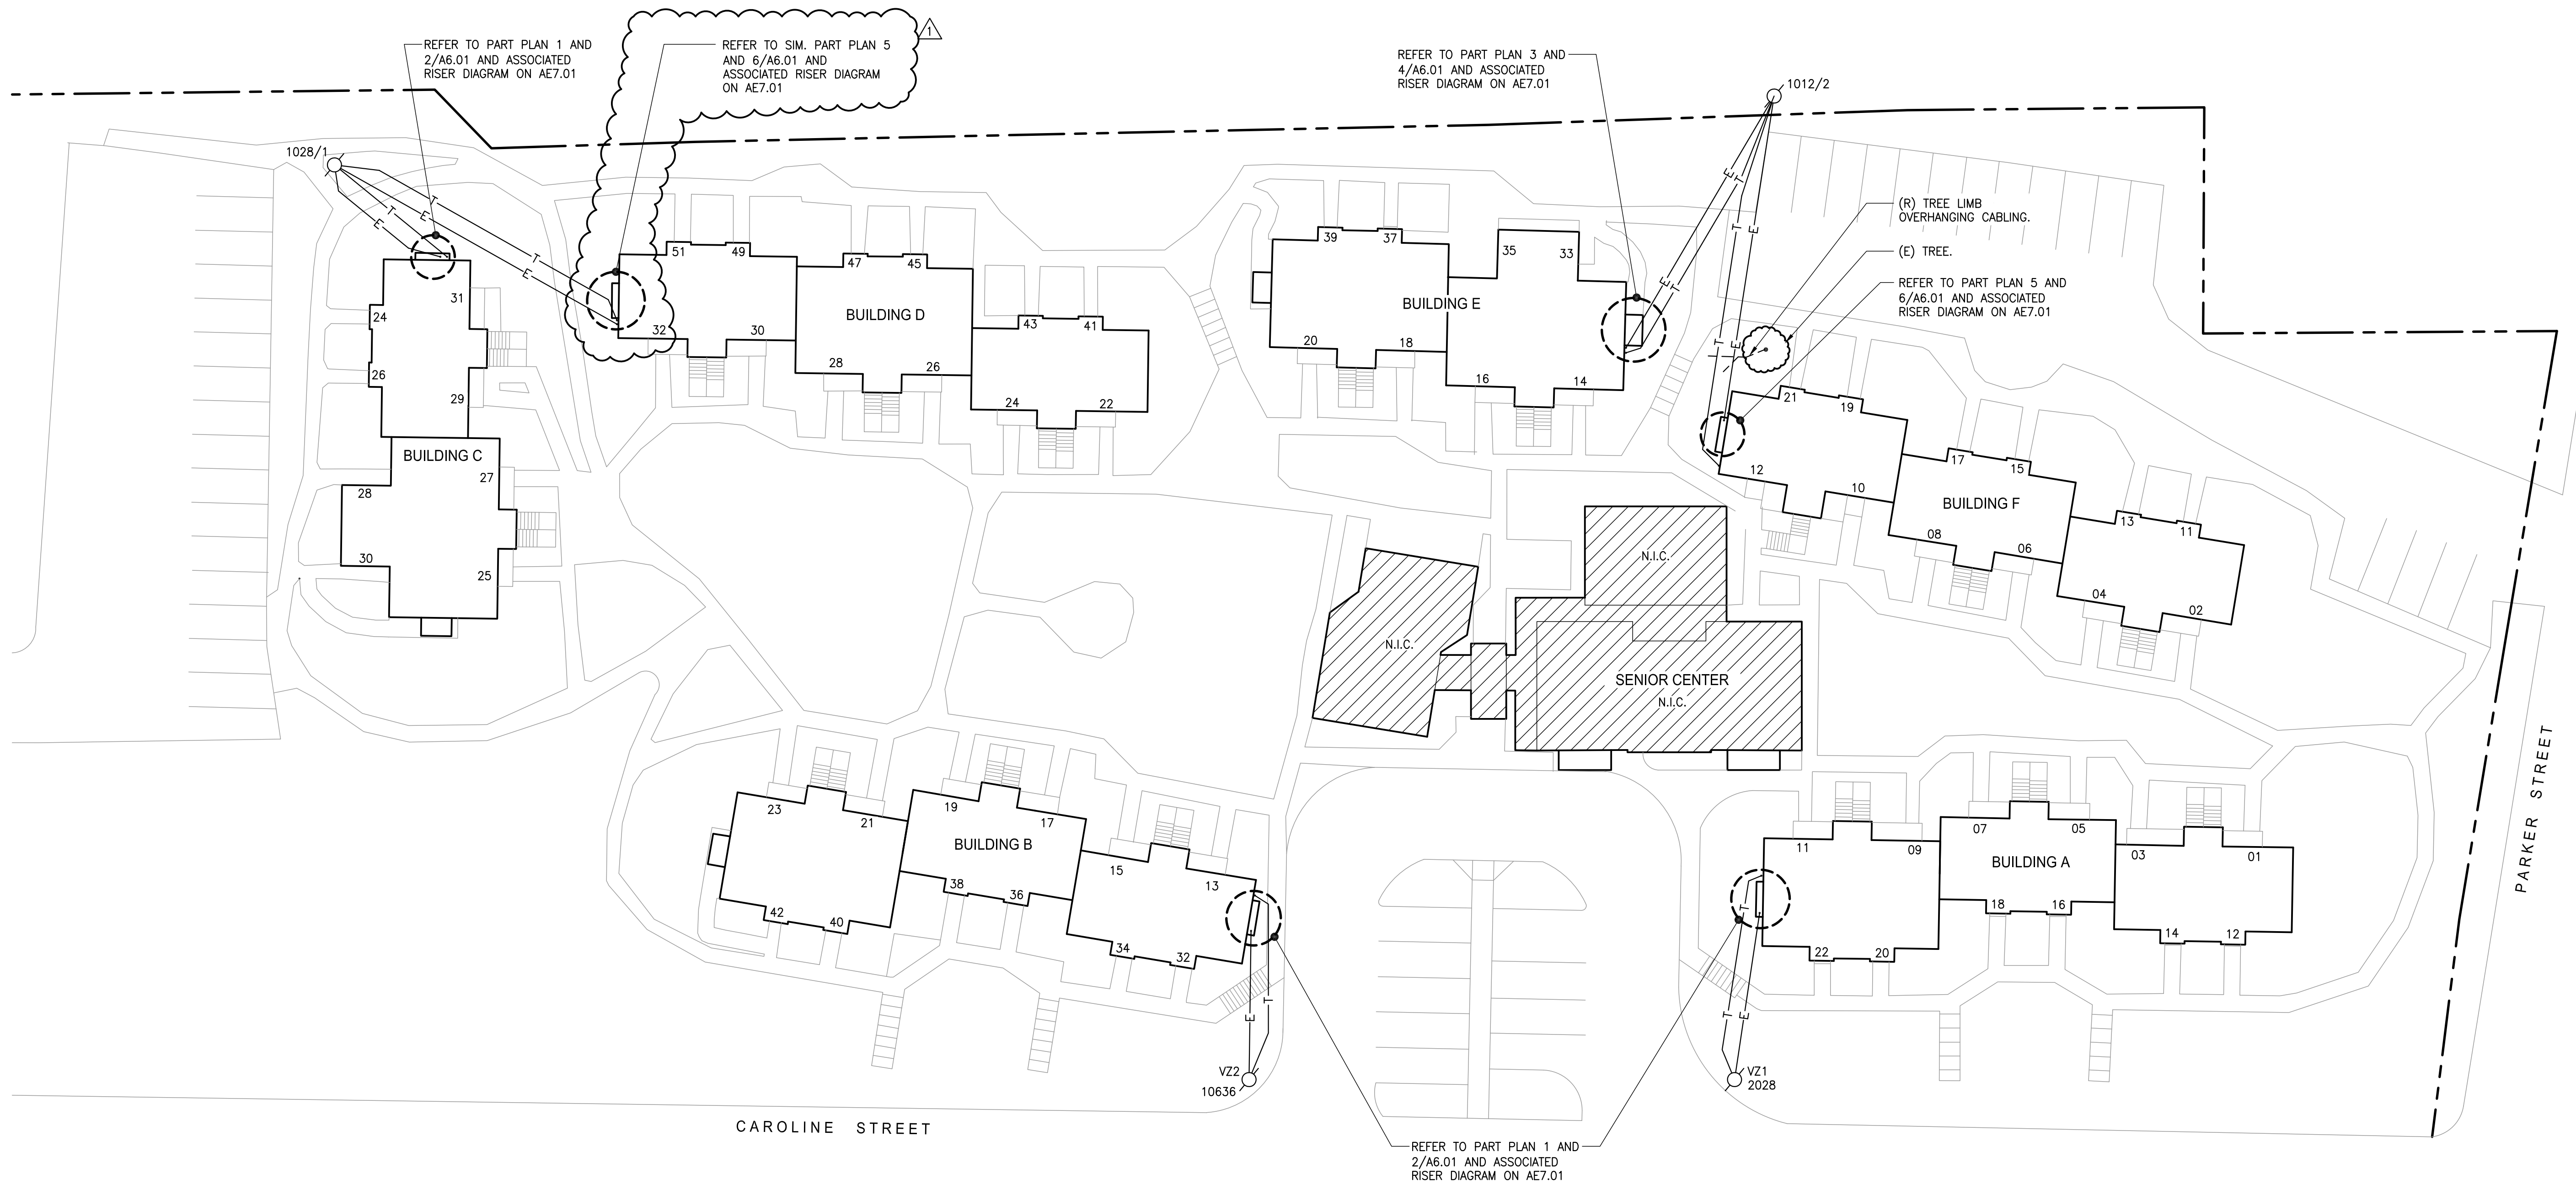 REFER TO PART PLAN 1 AND
2/A6.01 AND ASSOCIATED
RISER DIAGRAM ON AE7.01
REFER TO SIM. PART PLAN 5
AND 6/A6.01 AND
ASSOCIATED RISER DIAGRAM
ON AE7.01
1
REFER TO PART PLAN 3 AND
4/A6.01 AND ASSOCIATED
RISER DIAGRAM ON AE7.01
1012/2
1028/1
(R) TREE LIMB
OVERHANGING CABLING.
(E) TREE.
REFER TO PART PLAN 5 AND
6/A6.01 AND ASSOCIATED
RISER DIAGRAM ON AE7.01
T
E
T
E
T
E
T
E
31
24
26
29
BUILDING C
27
28
30
25
51
49
47
45
BUILDING D
43
41
32
30
28
26
24
22
39
37
35
33
BUILDING E
20
18
16
14
E
T
E
T
T
E
T
E
21
19
12
10
17
15
BUILDING F
08
06
13
11
04
02
N.I.C.
N.I.C.
SENIOR CENTER
N.I.C.
23
21
19
17
BUILDING B
15
13
42
40
38
36
34
32
T
E
VZ2
10636
11
09
07
05
BUILDING A
03
01
22
20
18
16
14
12
T
E
T
E
VZ1
2028
PARKER STREET
CAROLINE STREET
REFER TO PART PLAN 1 AND
2/A6.01 AND ASSOCIATED
RISER DIAGRAM ON AE7.01